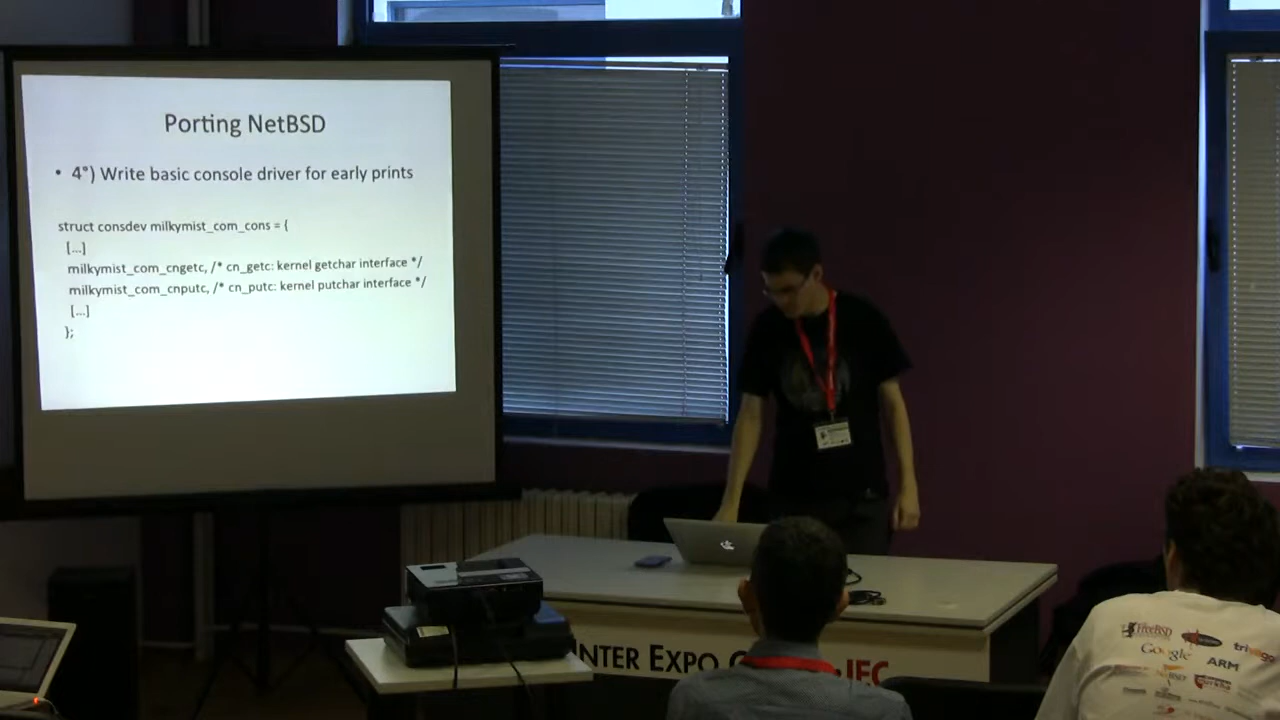 Porting NetBSD
• 4°) Write basic console driver for early prints
struct consdev milkymist_com_cons = {
[...]
milkymist_com_cngetc, /* cn_getc: kernel getchar interface */
milkymist_com_cnputc, /* cn_putc: kernel putchar interface */
[...]
};
INTER EXPO
IEC
FreeBSD
Google
ARM